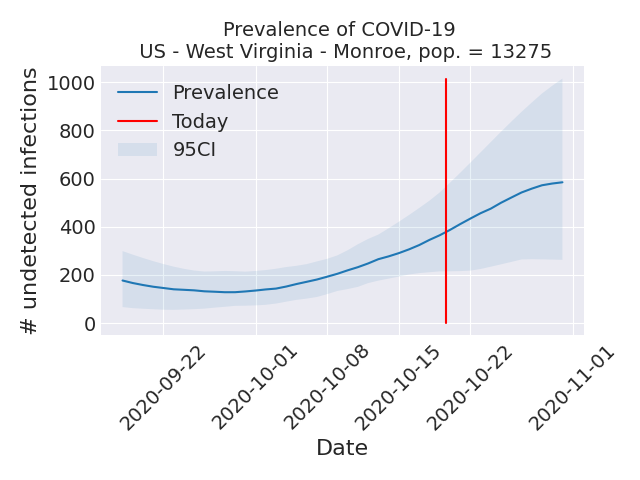 Prevalence of COVID-19
US - West Virginia - Monroe, pop. = 13275
# undetected infections
1000
800
600
400
200
0
Prevalence
Today
95CI
2020-09-22
2020-10-01
2020-10-08
2020-10-15
2020-10-22
2020-11-01
Date